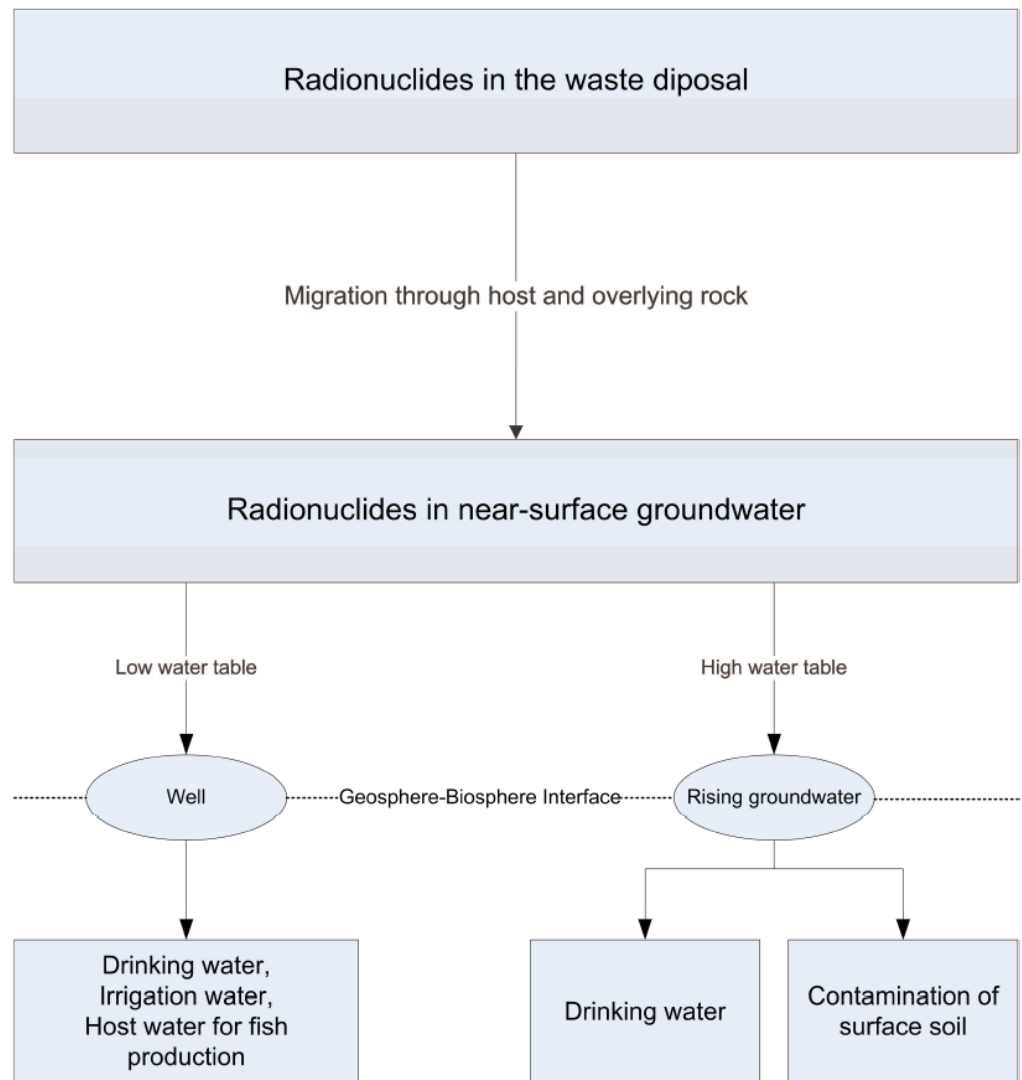 Radionuclides in the waste diposal
Migration through host and overlying rock
Radionuclides in near-surface groundwater
Low water table
High water table
Well
Geosphere-Biosphere Interface
Rising groundwater
Drinking water,
Irrigation water,
Host water for fish
production
Drinking water
Contamination of
surface soil